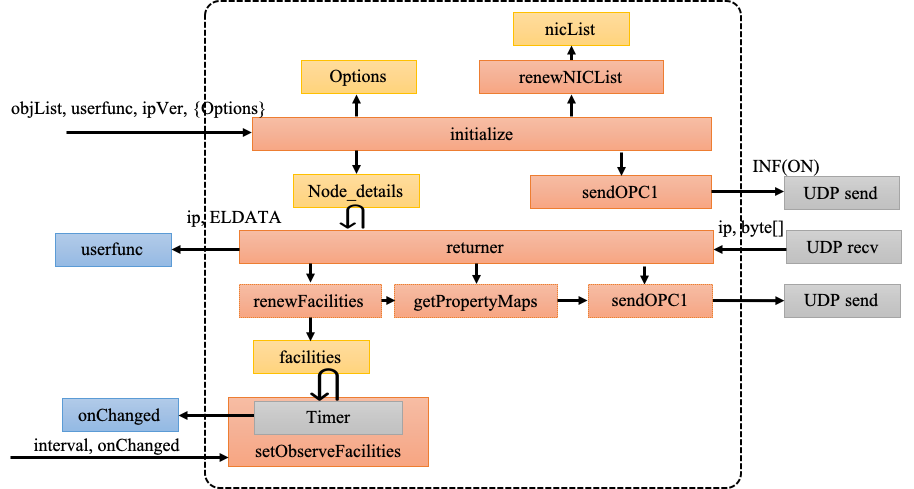 nicList
Options
renewNICList
objList, userfunc, ipVer, {Options}
initialize
INF(ON)
Node_details
sendOPC1
UDP send
ip, ELDATA
ip, byte[]
userfunc
returner
UDP recv
renewFacilities
getPropertyMaps
sendOPC1
UDP send
facilities
onChanged
Timer
interval, onChanged
setObserveFacilities